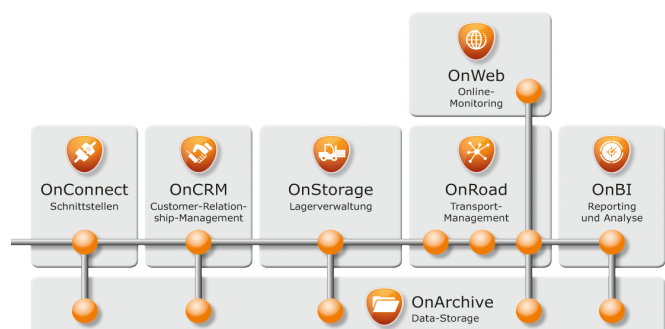 OnWeb
Online-
Monitoring
OnConnect
Schnittstellen
OnCRM
Customer-Relation-
ship-Management
OnStorage
Lagerverwaltung
OnRoad
Transport-
Management
OnBI
Reporting
und Analyse
OnArchive
Data-Storage